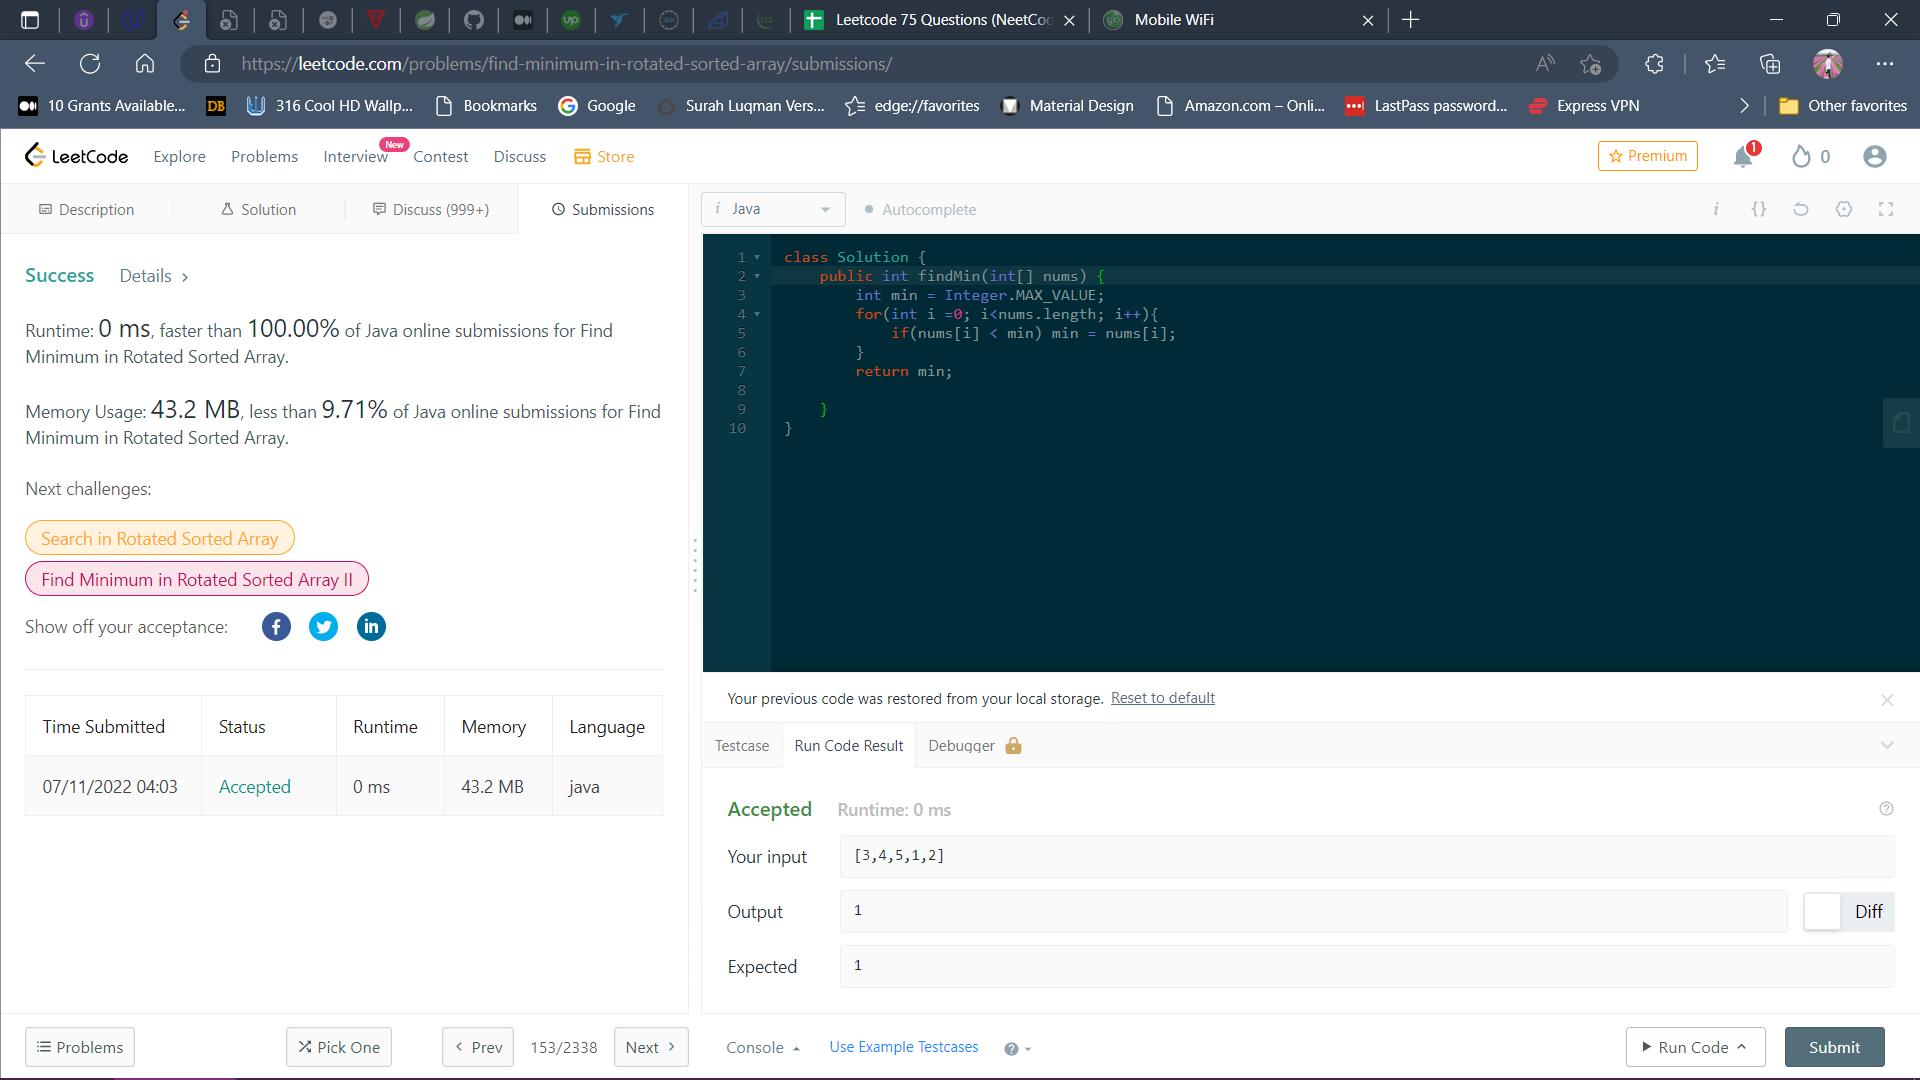 Leetcode 75 Questions (NeetCo
Mobile WiFi
https://leetcode.com/problems/find-minimum-in-rotated-sorted-array/submissions/
10 Grants Available...
DB
316 Cool HD Wallp...
Bookmarks
Google
Surah Luqman Vers...
edge://favorites
Material Design
Amazon.com – Onli...
LastPass password...
Express VPN
Other favorites
LeetCode
Explore
Problems
Interview
New
Contest
Discuss
Store
Premium
1
0
Description
Solution
Discuss (999+)
Submissions
i Java
Autocomplete
Success
Details >
Runtime: 0 ms, faster than 100.00% of Java online submissions for Find
Minimum in Rotated Sorted Array.
Memory Usage: 43.2 MB, less than 9.71% of Java online submissions for Find
Minimum in Rotated Sorted Array.
Next challenges:
Search in Rotated Sorted Array
Find Minimum in Rotated Sorted Array II
Show off your acceptance:
Time Submitted Status Runtime Memory Language
07/11/2022 04:03 Accepted 0 ms 43.2 MB java
1 class Solution {
2 public int findMin(int[] nums) {
3 int min = Integer.MAX_VALUE;
4 for(int i =0; i<nums.length; i++){
5 if(nums[i] < min) min = nums[i];
6 }
7 return min;
8
9 }
10 }
Your previous code was restored from your local storage. Reset to default
Testcase
Run Code Result
Debugger
Accepted Runtime: 0 ms
Your input [3,4,5,1,2]
Output 1
Diff
Expected 1
Problems
Pick One
< Prev
153/2338
Next >
Console
Use Example Testcases
Run Code
Submit